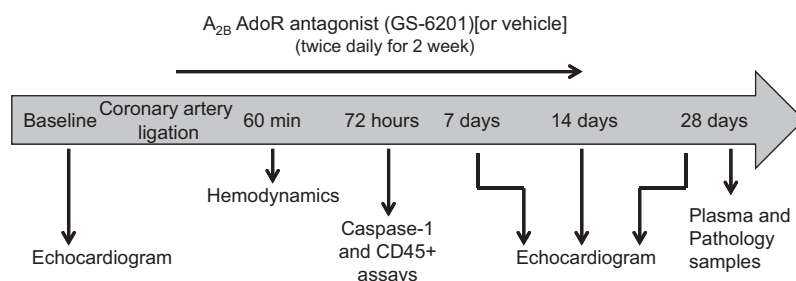 A2B AdoR antagonist (GS-6201)[or vehicle]
(twice daily for 2 week)
Baseline
Coronary artery
ligation
60 min
72 hours
7 days
14 days
28 days
Hemodynamics
Echocardiogram
Caspase-1
and CD45+
assays
Echocardiogram
Plasma and
Pathology
samples